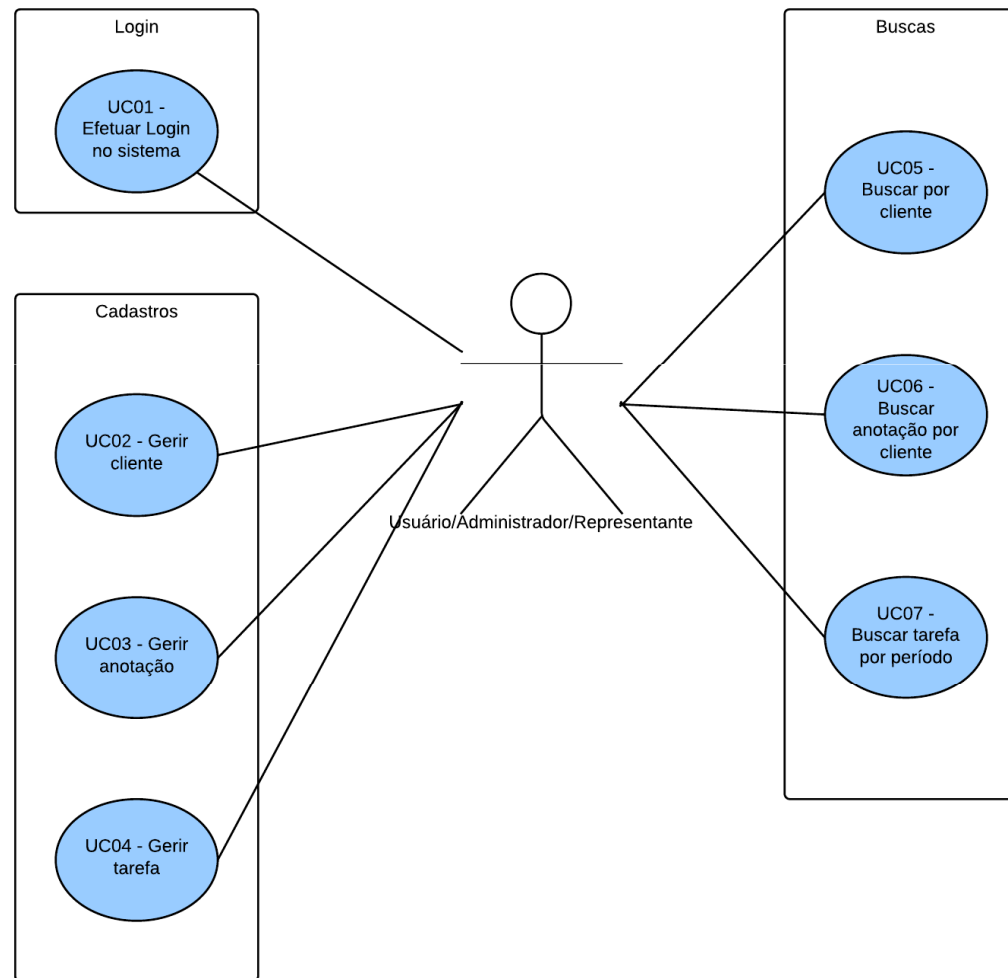 Login
UC01 -
Efetuar Login
no sistema
Cadastros
UC02 - Gerir
cliente
UC03 - Gerir
anotação
UC04 - Gerir
tarefa
Usuário/Administrador/Representante
Buscas
UC05 -
Buscar por
cliente
UC06 -
Buscar
anotação por
cliente
UC07 -
Buscar tarefa
por período